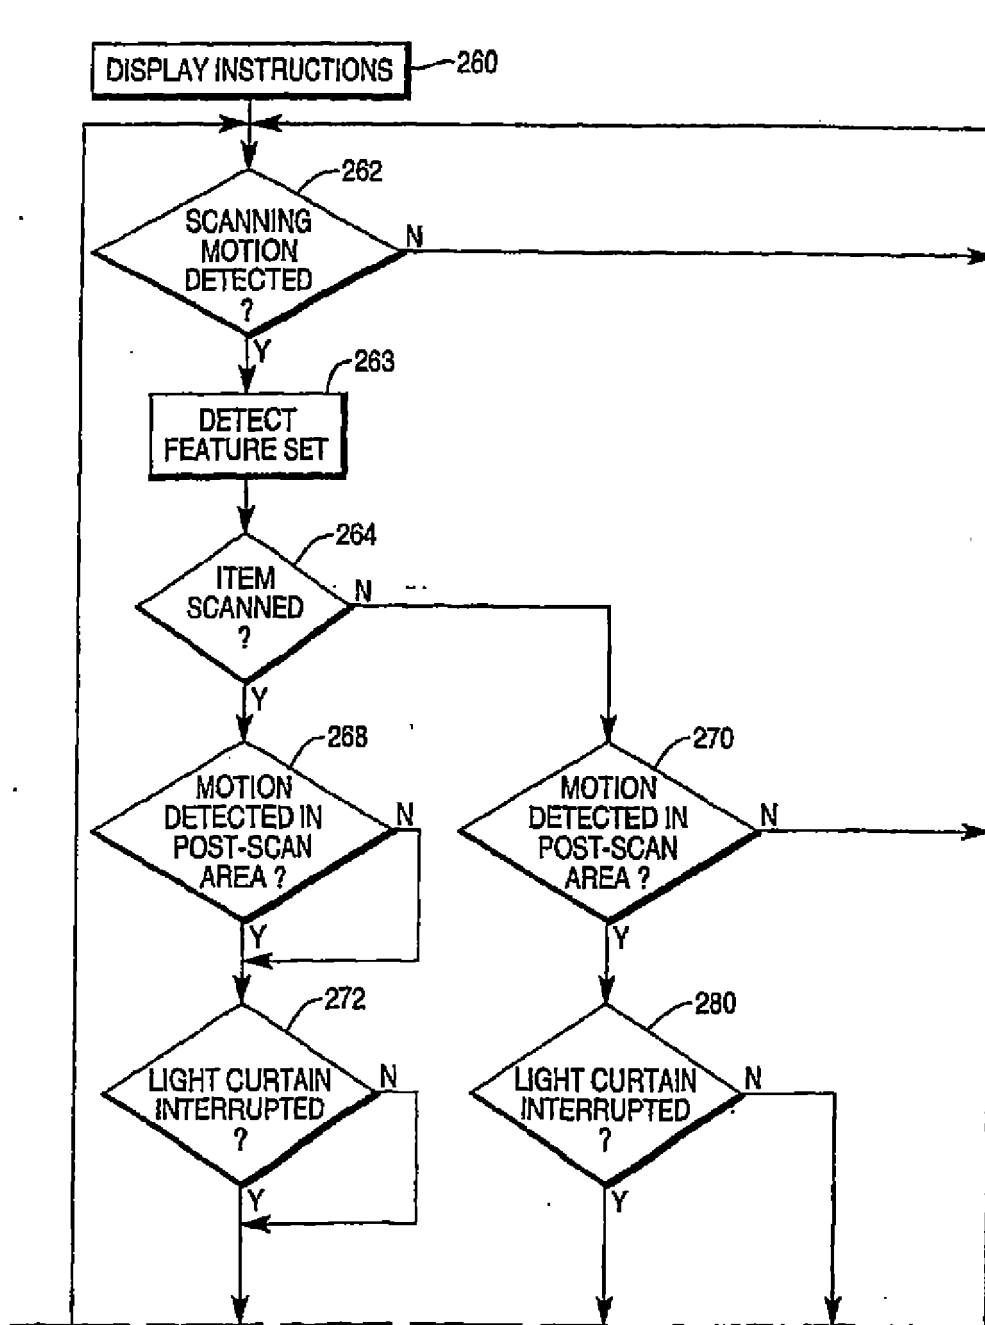 DISPLAY INSTRUCTIONS
260
262
SCANNING
MOTION
DETECTED
?
N
Y
263
DETECT
FEATURE SET
264
ITEM
SCANNED
?
N
Y
268
MOTION
DETECTED IN
POST-SCAN
AREA ?
N
Y
270
MOTION
DETECTED IN
POST-SCAN
AREA ?
N
Y
272
LIGHT CURTAIN
INTERRUPTED
?
N
Y
280
LIGHT CURTAIN
INTERRUPTED
?
N
Y